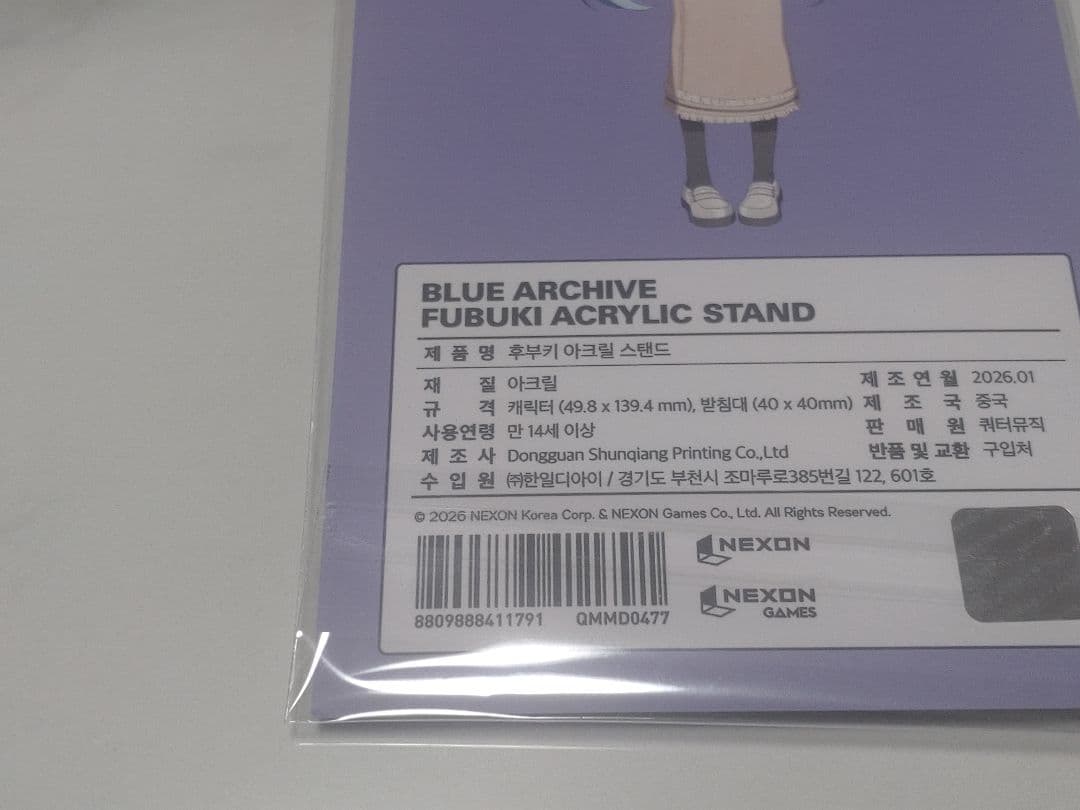 BLUE ARCHIVE
FUBUKI ACRYLIC STAND
제 품 명 후부키 아크릴 스탠드
재 질 아크릴 제 조 연 월 2026.01
규 격 캐릭터 (49.8 x 139.4 mm), 받침대 (40 x 40mm) 제 조 국 중국
사용연령 만 14세 이상 판 매 원 쿼터뮤직
제 조 사 Dongguan Shunqiang Printing Co.,Ltd 반품 및 교환 구입처
수 입 원 ㈜한일디아이 / 경기도 부천시 조마루로385번길 122, 601호
© 2026 NEXON Korea Corp. & NEXON Games Co., Ltd. All Rights Reserved.
NEXON
NEXON
GAMES
8809888411791 QMMD0477